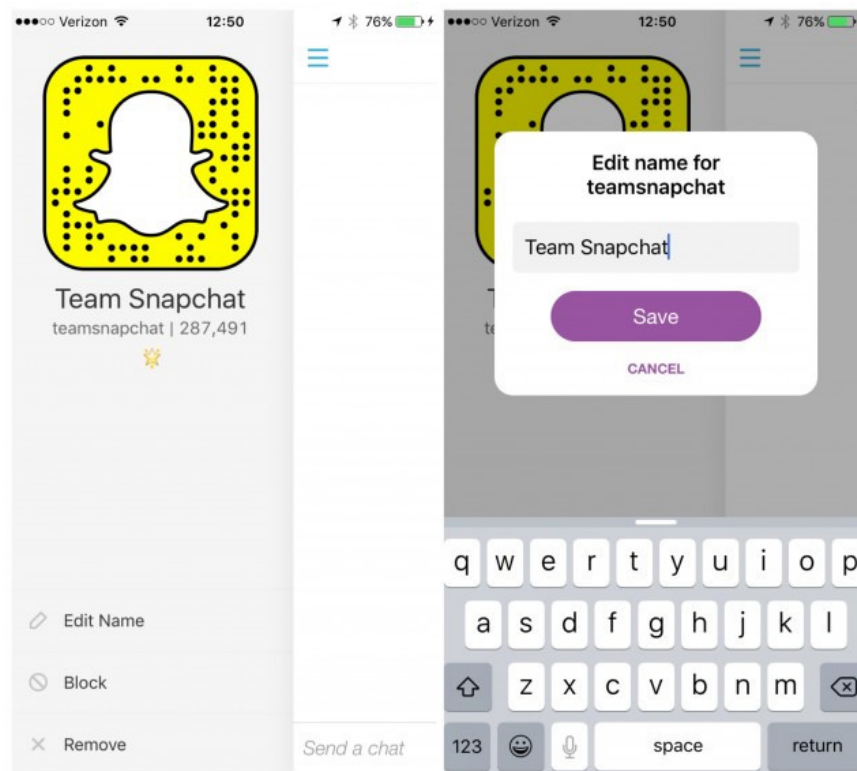 Verizon 12:50 76%
Team Snapchat
teamsnapchat | 287,491
Edit Name
Block
Remove
Send a chat
Verizon 12:50 76%
Edit name for
teamsnapchat
Team Snapchat
Save
CANCEL
q w e r t y u i o p
a s d f g h j k l
z x c v b n m
123 space return